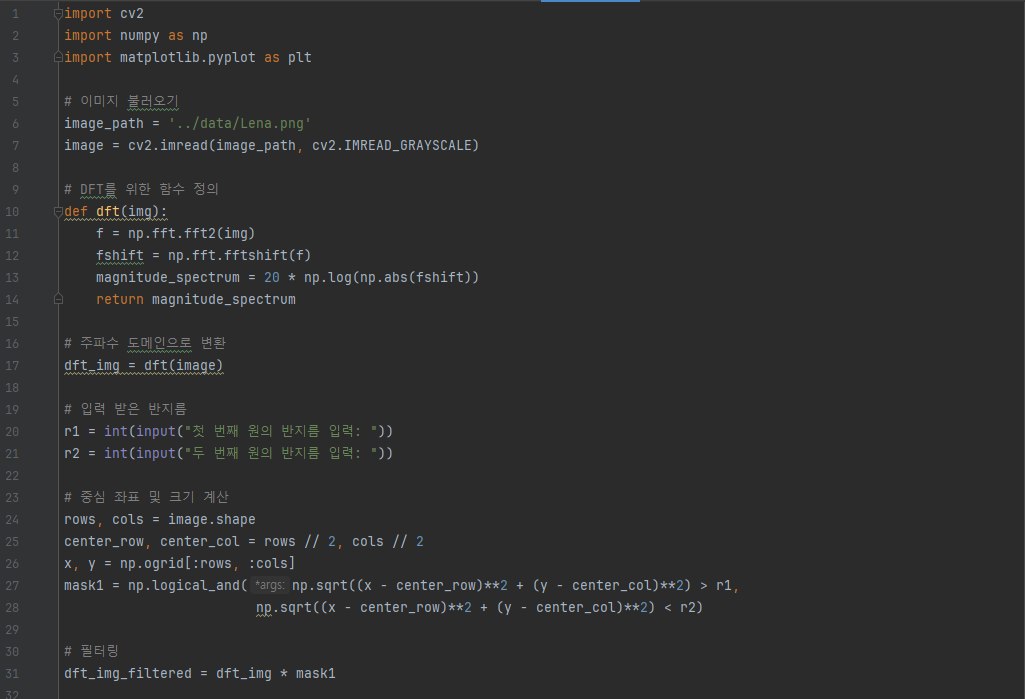 1 import cv2
2 import numpy as np
3 import matplotlib.pyplot as plt
4
5 # 이미지 불러오기
6 image_path = '../data/Lena.png'
7 image = cv2.imread(image_path, cv2.IMREAD_GRAYSCALE)
8
9 # DFT를 위한 함수 정의
10 def dft(img):
11     f = np.fft.fft2(img)
12     fshift = np.fft.fftshift(f)
13     magnitude_spectrum = 20 * np.log(np.abs(fshift))
14     return magnitude_spectrum
15
16 # 주파수 도메인으로 변환
17 dft_img = dft(image)
18
19 # 입력 받은 반지름
20 r1 = int(input("첫 번째 원의 반지름 입력: "))
21 r2 = int(input("두 번째 원의 반지름 입력: "))
22
23 # 중심 좌표 및 크기 계산
24 rows, cols = image.shape
25 center_row, center_col = rows // 2, cols // 2
26 x, y = np.ogrid[:rows, :cols]
27 mask1 = np.logical_and( *args: np.sqrt((x - center_row)**2 + (y - center_col)**2) > r1,
28                         np.sqrt((x - center_row)**2 + (y - center_col)**2) < r2)
29
30 # 필터링
31 dft_img_filtered = dft_img * mask1
32